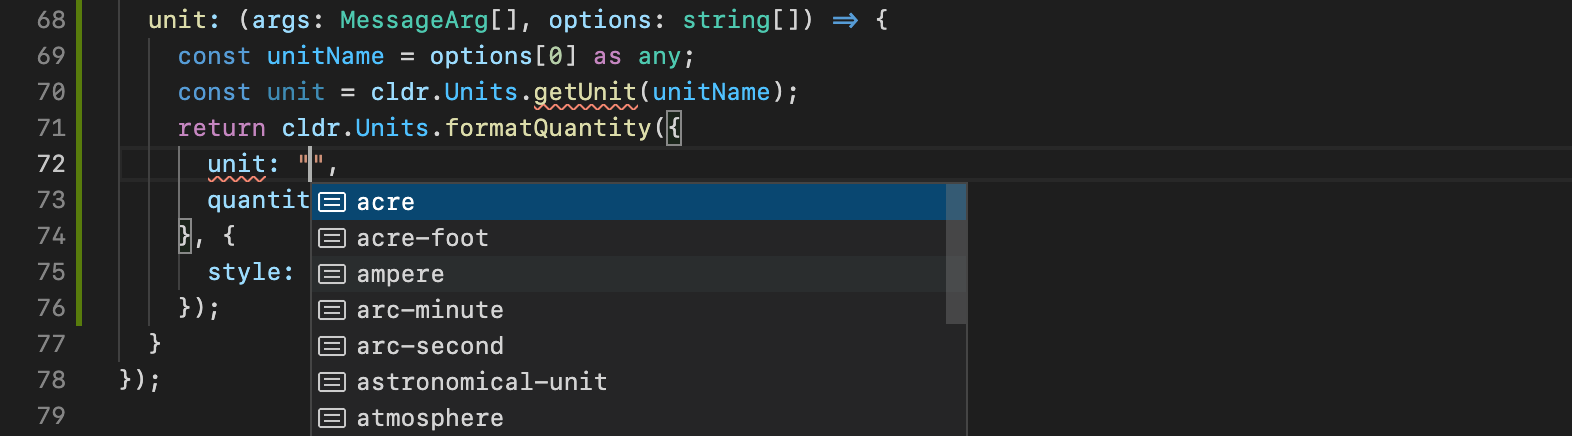 68 unit: (args: MessageArg[], options: string[]) => {
69 const unitName = options[0] as any;
70 const unit = cldr.Units.getUnit(unitName);
71 return cldr.Units.formatQuantity({
72 unit: "",
73 quantit
acre
74 }, {
acre-foot
75 style:
ampere
76 });
arc-minute
77 }
arc-second
78 });
astronomical-unit
79
atmosphere